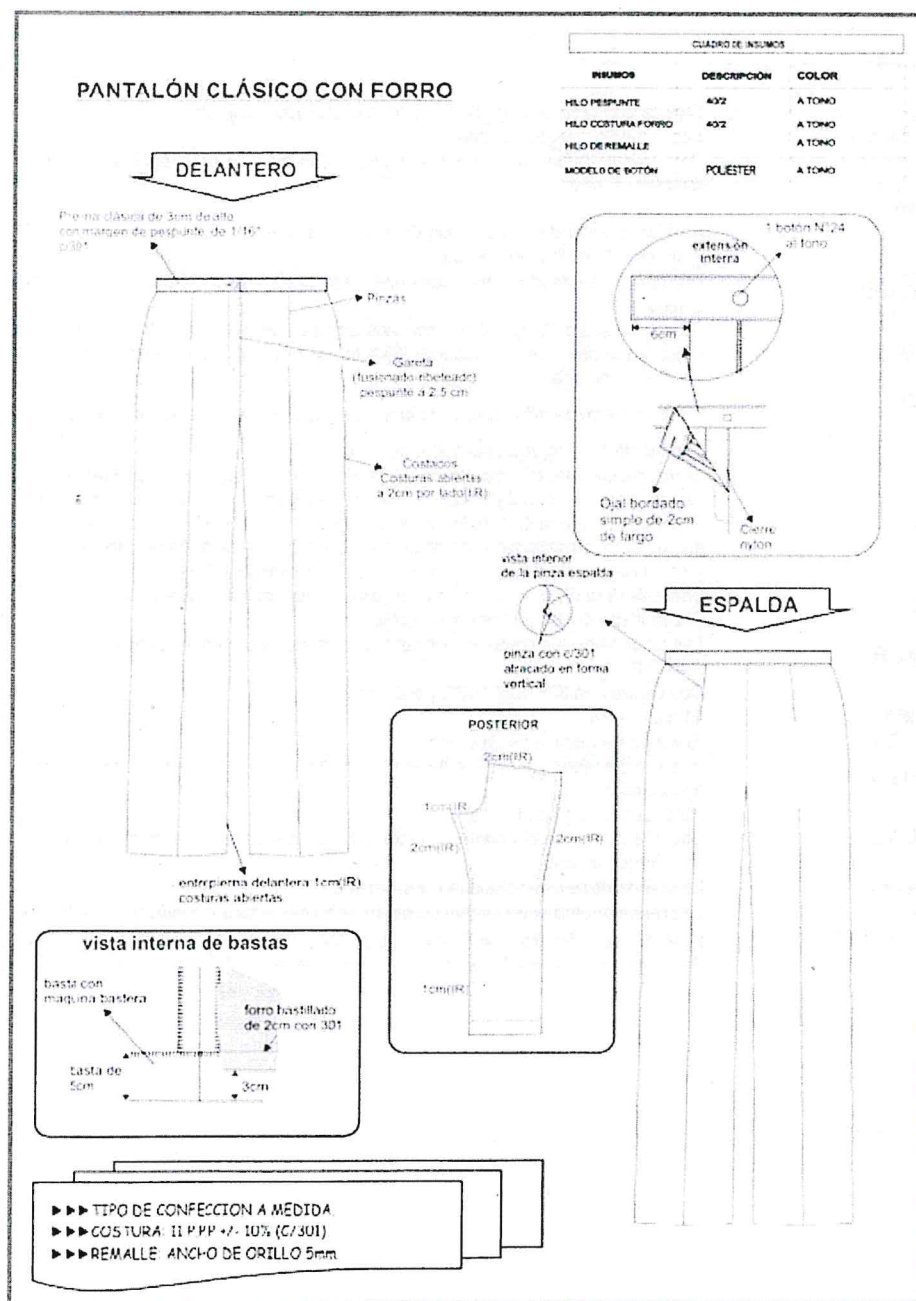 CUADRO DE INSUMOS
INSUMOS DESCRIPCIÓN COLOR
HILO PESPUNTE 40/2 A TONO
HILO COSTURA FORRO 40/2 A TONO
HILO DE REMALLE A TONO
MODELO DE BOTÓN POLIESTER A TONO
PANTALÓN CLÁSICO CON FORRO
DELANTERO
Pretina clásica de 3cm de alto
con margen de pespunte de 1/16"
c/301
Pinzas
Gareta
(fusionado-ribeteado)
pespunte a 2.5 cm
Costados
Costuras abiertas
a 2cm por lado(IR)
entrepierna delantera 1cm(IR)
costuras abiertas
extensión
interna
1 botón N°24
al tono
6cm
Ojal bordado
simple de 2cm
de largo
Cierre
nylon
vista interior
de la pinza espalda
pinza con c/301
atracado en forma
vertical
ESPALDA
POSTERIOR
2cm(IR)
1cm(IR)
2cm(IR)
2cm(IR)
1cm(IR)
vista interna de bastas
basta con
maquina bastera
forro bastillado
de 2cm con 301
basta de
5cm
3cm
►►► TIPO DE CONFECCION A MEDIDA
►►► COSTURA: 11 P.P.P +/- 10% (C/301)
►►► REMALLE: ANCHO DE ORILLO 5mm